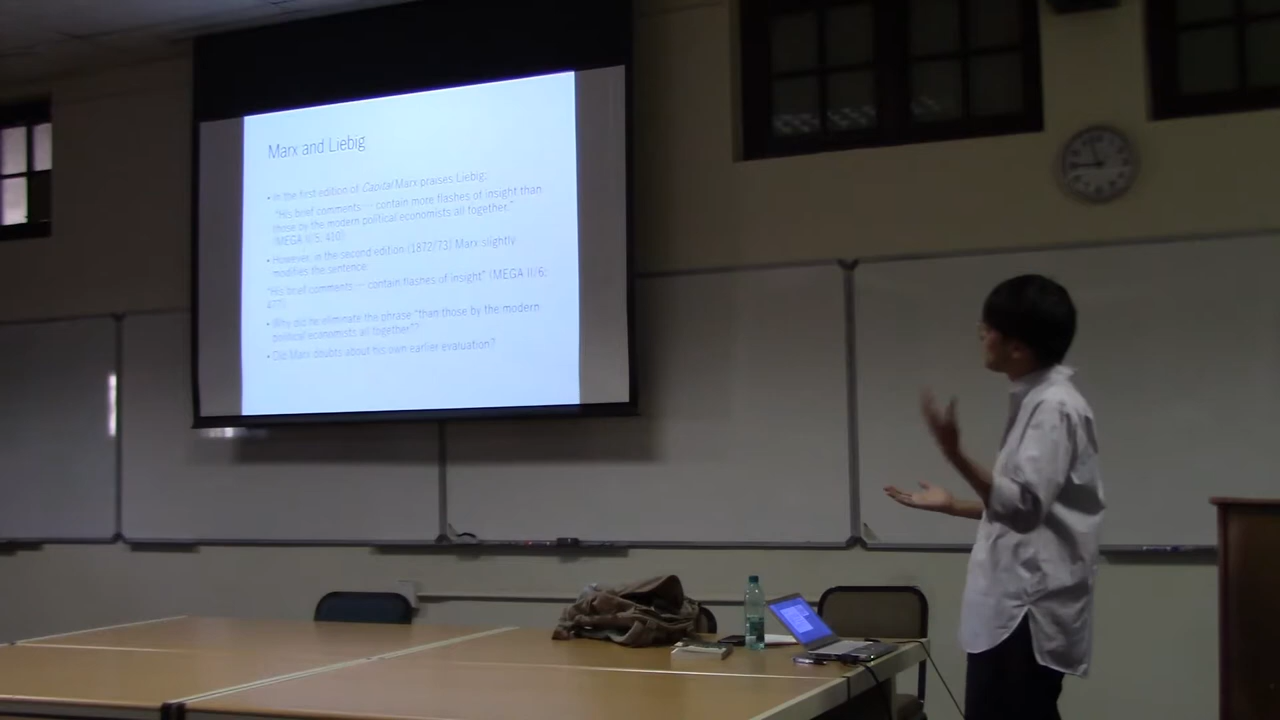 Marx and Liebig
• In the first edition of Capital Marx praises Liebig:
"His brief comments ··· contain more flashes of insight than
those by the modern political economists all together."
(MEGA II/5: 410)
• However, in the second edition (1872/73) Marx slightly
modifies the sentence:
"His brief comments ··· contain flashes of insight" (MEGA II/6:
477)
• Why did he eliminate the phrase "than those by the modern
political economists all together"?
• Did Marx doubts about his own earlier evaluation?